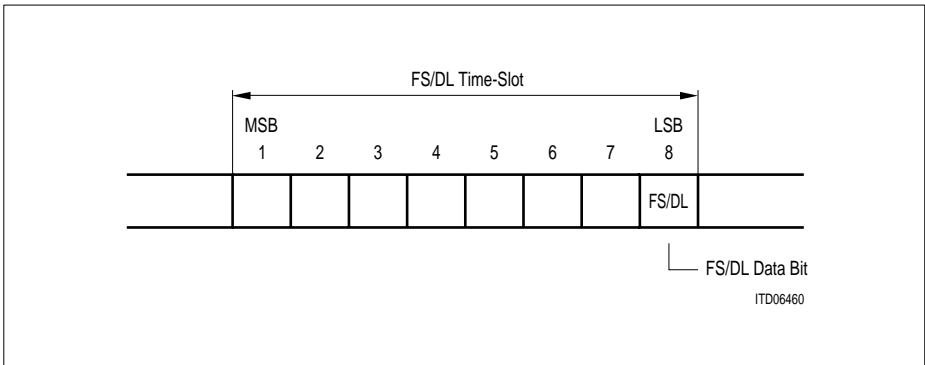 FS/DL Time-Slot
MSB LSB
1 2 3 4 5 6 7 8
FS/DL
FS/DL Data Bit
ITD06460